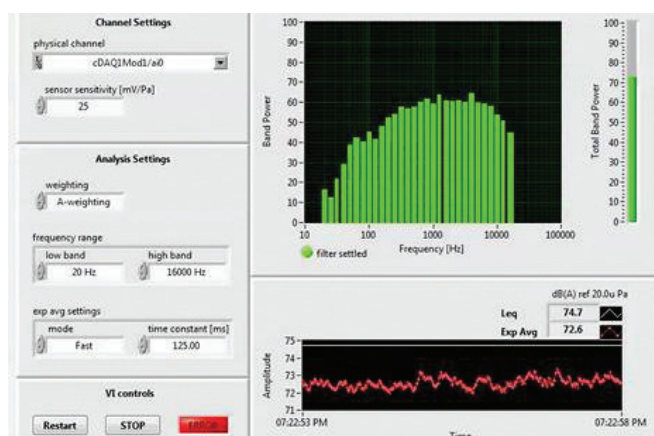 Channel Settings
physical channel
cDAQ1Mod1/ai0
sensor sensitivity [mV/Pa]
25
Analysis Settings
weighting
A-weighting
frequency range
low band high band
20 Hz 16000 Hz
exp avg settings
mode time constant [ms]
Fast 125.00
VI controls
Restart STOP ERROR
100-
90-
80-
70-
60-
50-
40-
30-
20-
10-
0-
Band Power
10 100 1000 10000 100000
filter settled Frequency [Hz]
100-
90-
80-
70-
60-
50-
40-
30-
20-
10-
0-
Total Band Power
dB(A) ref 20.0u Pa
Leq 74.7
Exp Avg 72.6
75-
74-
73-
72-
71-
Amplitude
07:22:53 PM 07:22:58 PM
Time